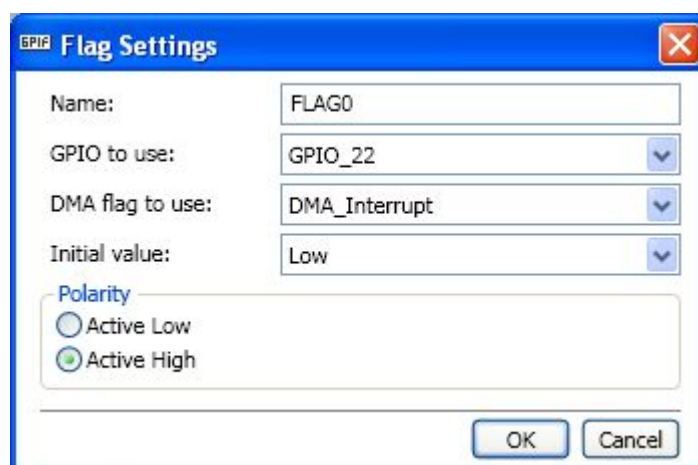 GPIF Flag Settings
Name: FLAG0
GPIO to use: GPIO_22
DMA flag to use: DMA_Interrupt
Initial value: Low
Polarity
Active Low
Active High
OK Cancel